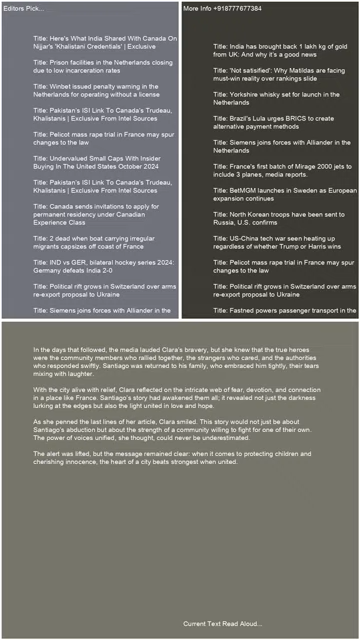 Editors Pick...
Title: Here's What India Shared With Canada On
Nijjar's 'Khalistani Credentials' | Exclusive
Title: Prison facilities in the Netherlands closing
due to low incarceration rates
Title: Winbet issued penalty warning in the
Netherlands for operating without a license
Title: Pakistan's ISI Link To Canada's Trudeau,
Khalistanis | Exclusive From Intel Sources
Title: Pelicot mass rape trial in France may spur
changes to the law
Title: Undervalued Small Caps With Insider
Buying In The United States October 2024
Title: Pakistan's ISI Link To Canada's Trudeau,
Khalistanis | Exclusive From Intel Sources
Title: Canada sends invitations to apply for
permanent residency under Canadian
Experience Class
Title: 2 dead when boat carrying irregular
migrants capsizes off coast of France
Title: IND vs GER, bilateral hockey series 2024:
Germany defeats India 2-0
Title: Political rift grows in Switzerland over arms
re-export proposal to Ukraine
Title: Siemens joins forces with Alliander in the
More Info +918777677384
Title: India has brought back 1 lakh kg of gold
from UK: And why it's a good news
Title: 'Not satisified': Why Matildas are facing
must-win reality over rankings slide
Title: Yorkshire whisky set for launch in the
Netherlands
Title: Brazil's Lula urges BRICS to create
alternative payment methods
Title: Siemens joins forces with Alliander in the
Netherlands
Title: France's first batch of Mirage 2000 jets to
include 3 planes, media reports.
Title: BetMGM launches in Sweden as European
expansion continues
Title: North Korean troops have been sent to
Russia, U.S. confirms
Title: US-China tech war seen heating up
regardless of whether Trump or Harris wins
Title: Pelicot mass rape trial in France may spur
changes to the law
Title: Political rift grows in Switzerland over arms
re-export proposal to Ukraine
Title: Fastned powers passenger transport in the
In the days that followed, the media lauded Clara's bravery, but she knew that the true heroes
were the community members who rallied together, the strangers who cared, and the authorities
who responded swiftly. Santiago was returned to his family, who embraced him tightly, their tears
mixing with laughter.
With the city alive with relief, Clara reflected on the intricate web of fear, devotion, and connection
in a place like France. Santiago's story had awakened them all; it revealed not just the darkness
lurking at the edges but also the light united in love and hope.
As she penned the last lines of her article, Clara smiled. This story would not just be about
Santiago's abduction but about the strength of a community willing to fight for one of their own.
The power of voices unified, she thought, could never be underestimated.
The alert was lifted, but the message remained clear: when it comes to protecting children and
cherishing innocence, the heart of a city beats strongest when united.
Current Text Read Aloud...